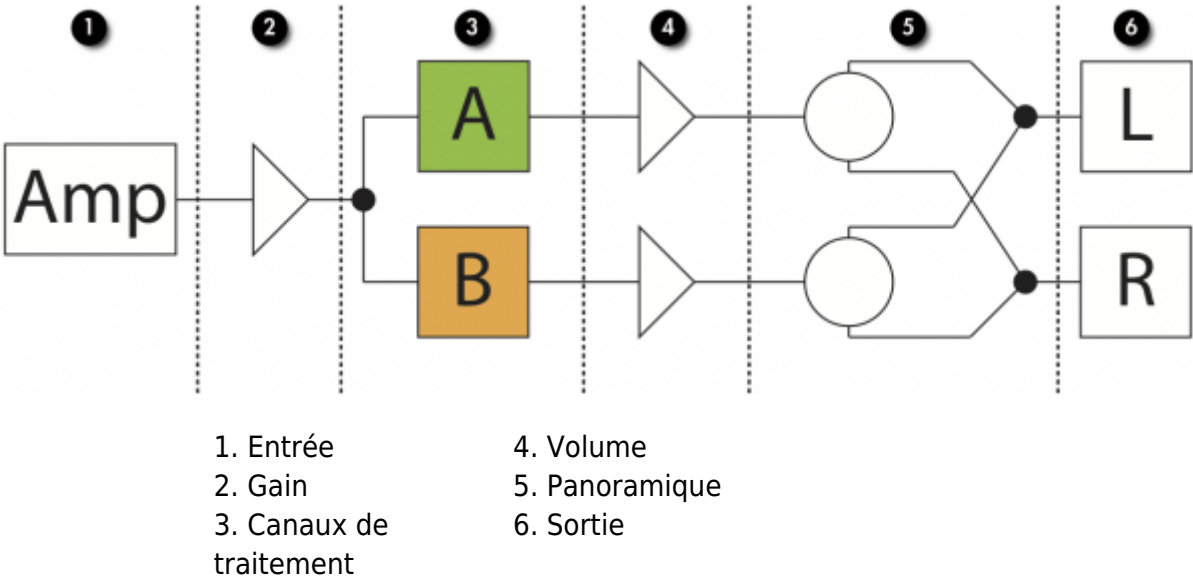 1 2 3 4 5 6
Amp A B L R
1. Entrée
2. Gain
3. Canaux de
traitement
4. Volume
5. Panoramique
6. Sortie